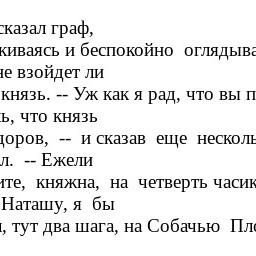 сказал граф,
киваясь и беспокойно оглядыва
не взойдет ли
князь. -- Уж как я рад, что вы п
ь, что князь
доров, -- и сказав еще несколь
л. -- Ежели
ите, княжна, на четверть часик
Наташу, я бы
, тут два шага, на Собачью Пло